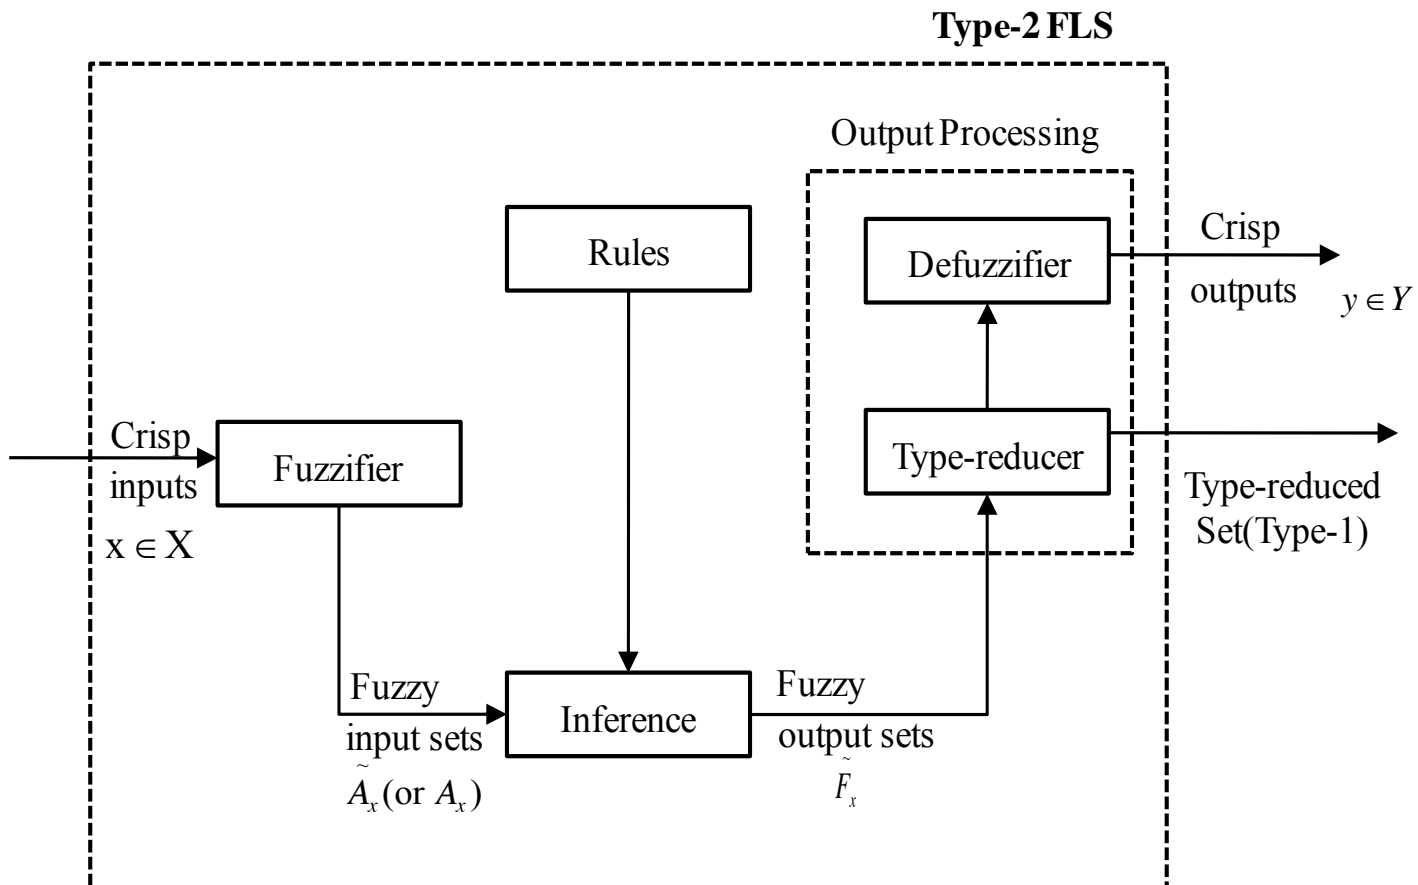 Type-2 FLS
Output Processing
Rules
Defuzzifier
Crisp
outputs
y ∈ Y
Crisp
inputs
x ∈ X
Fuzzifier
Type-reducer
Type-reduced
Set(Type-1)
Fuzzy
input sets
Ã_x (or A_x)
Inference
Fuzzy
output sets
F̃_x